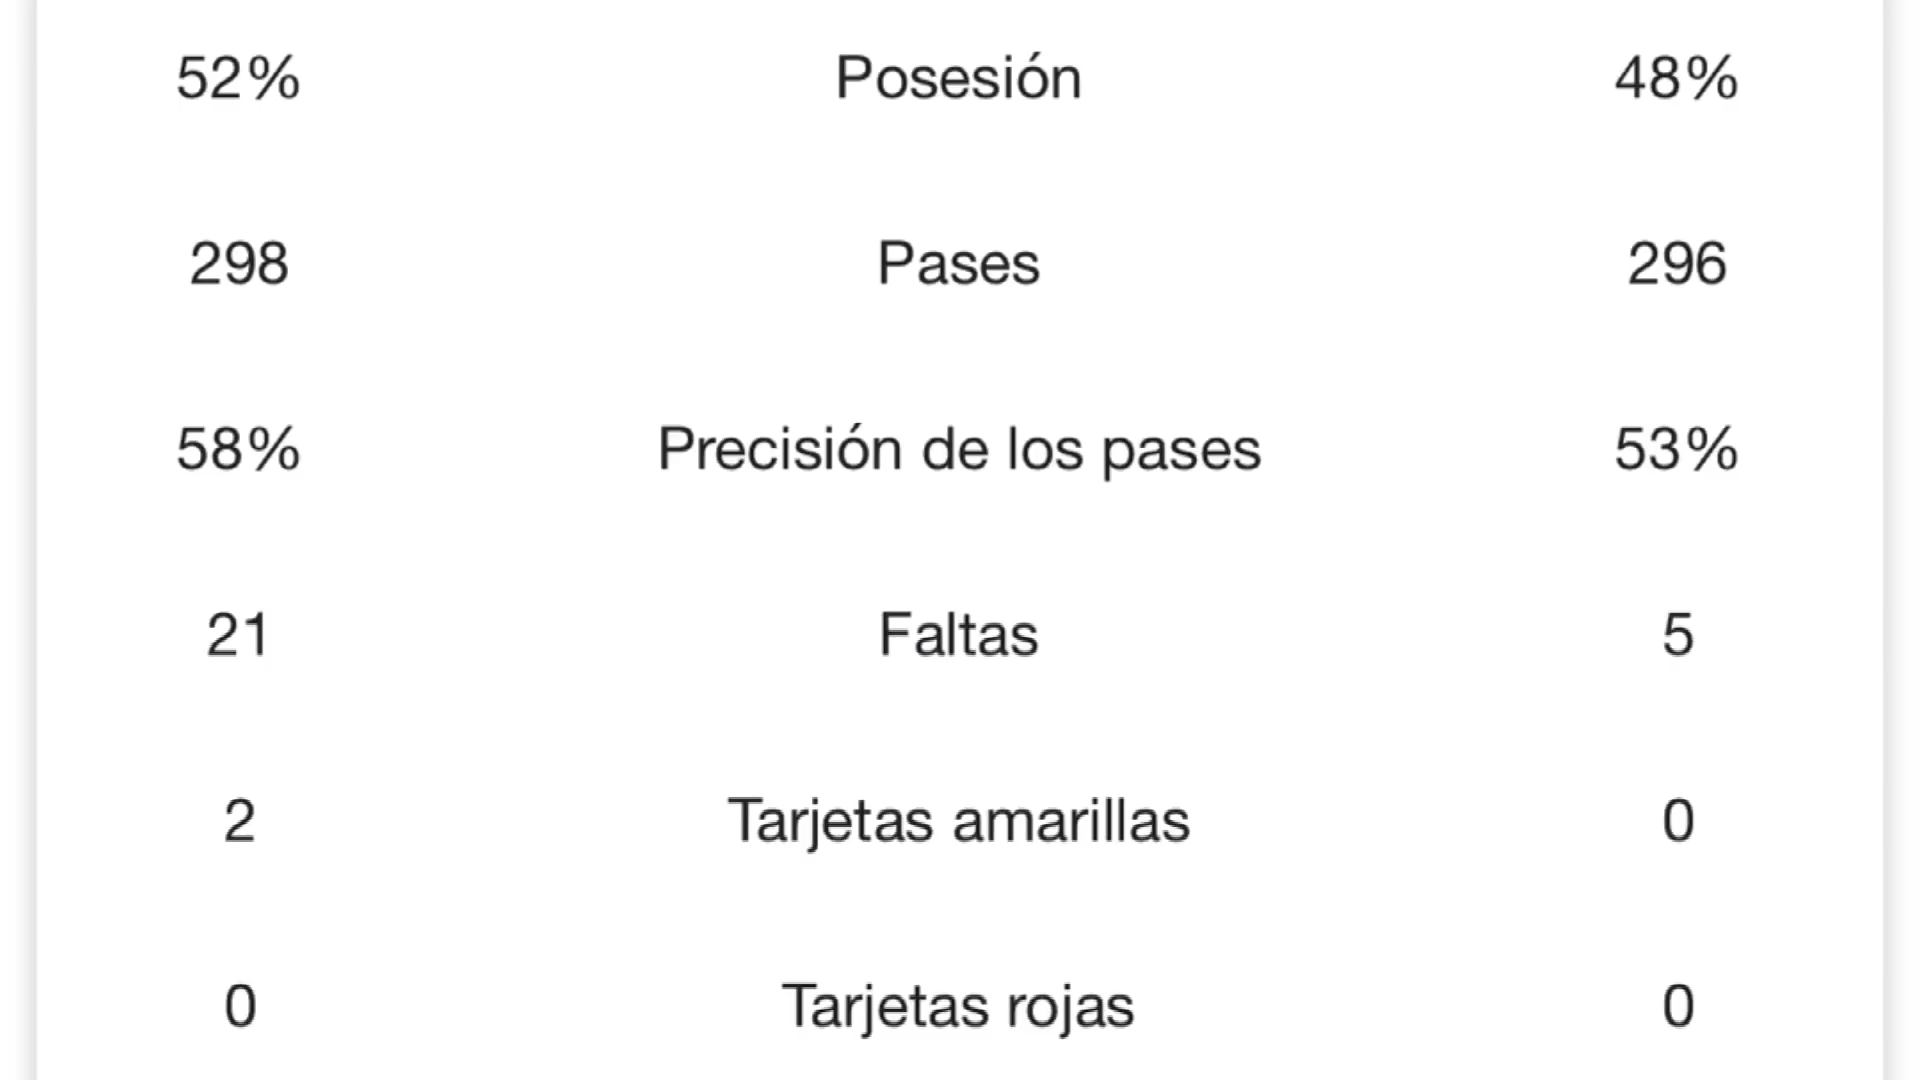 52% Posesión 48%
298 Pases 296
58% Precisión de los pases 53%
21 Faltas 5
2 Tarjetas amarillas 0
0 Tarjetas rojas 0